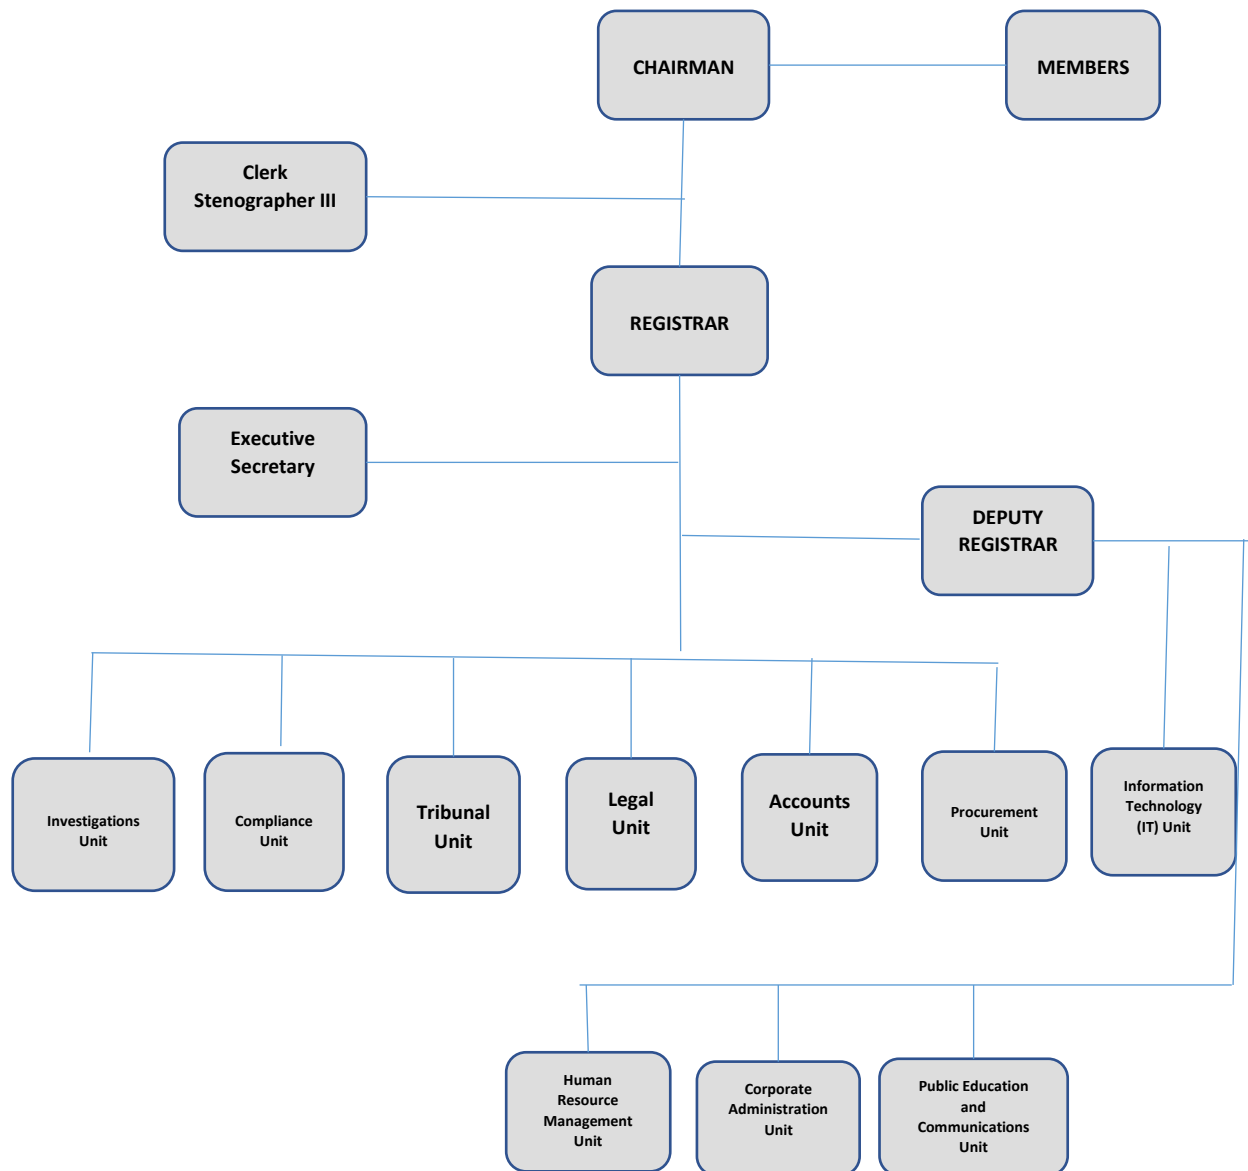 CHAIRMAN
MEMBERS
Clerk
Stenographer III
REGISTRAR
Executive
Secretary
DEPUTY
REGISTRAR
Investigations
Unit
Compliance
Unit
Tribunal
Unit
Legal
Unit
Accounts
Unit
Procurement
Unit
Information
Technology
(IT) Unit
Human
Resource
Management
Unit
Corporate
Administration
Unit
Public Education
and
Communications
Unit